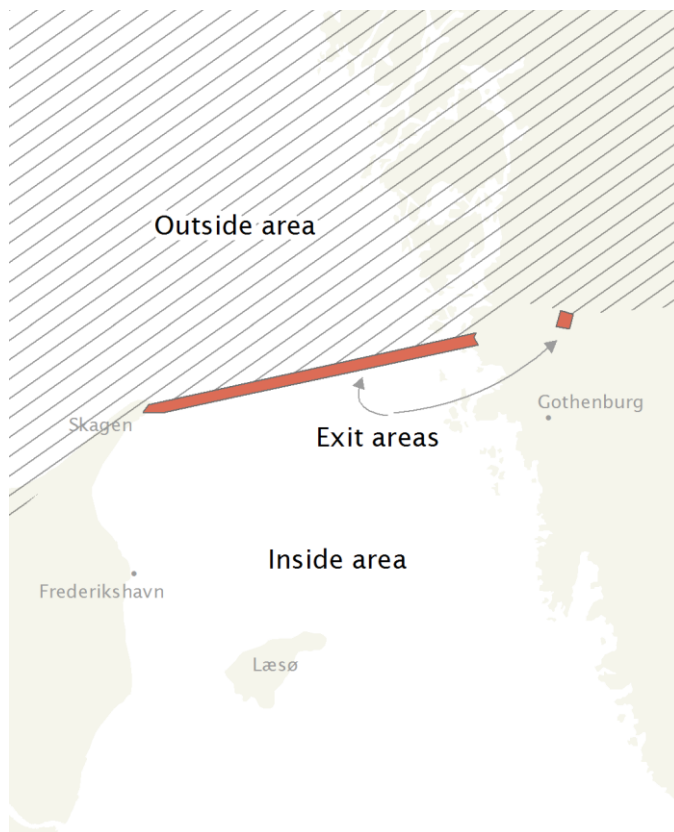 Outside area
Skagen
Gothenburg
Exit areas
Inside area
Frederikshavn
Læsø